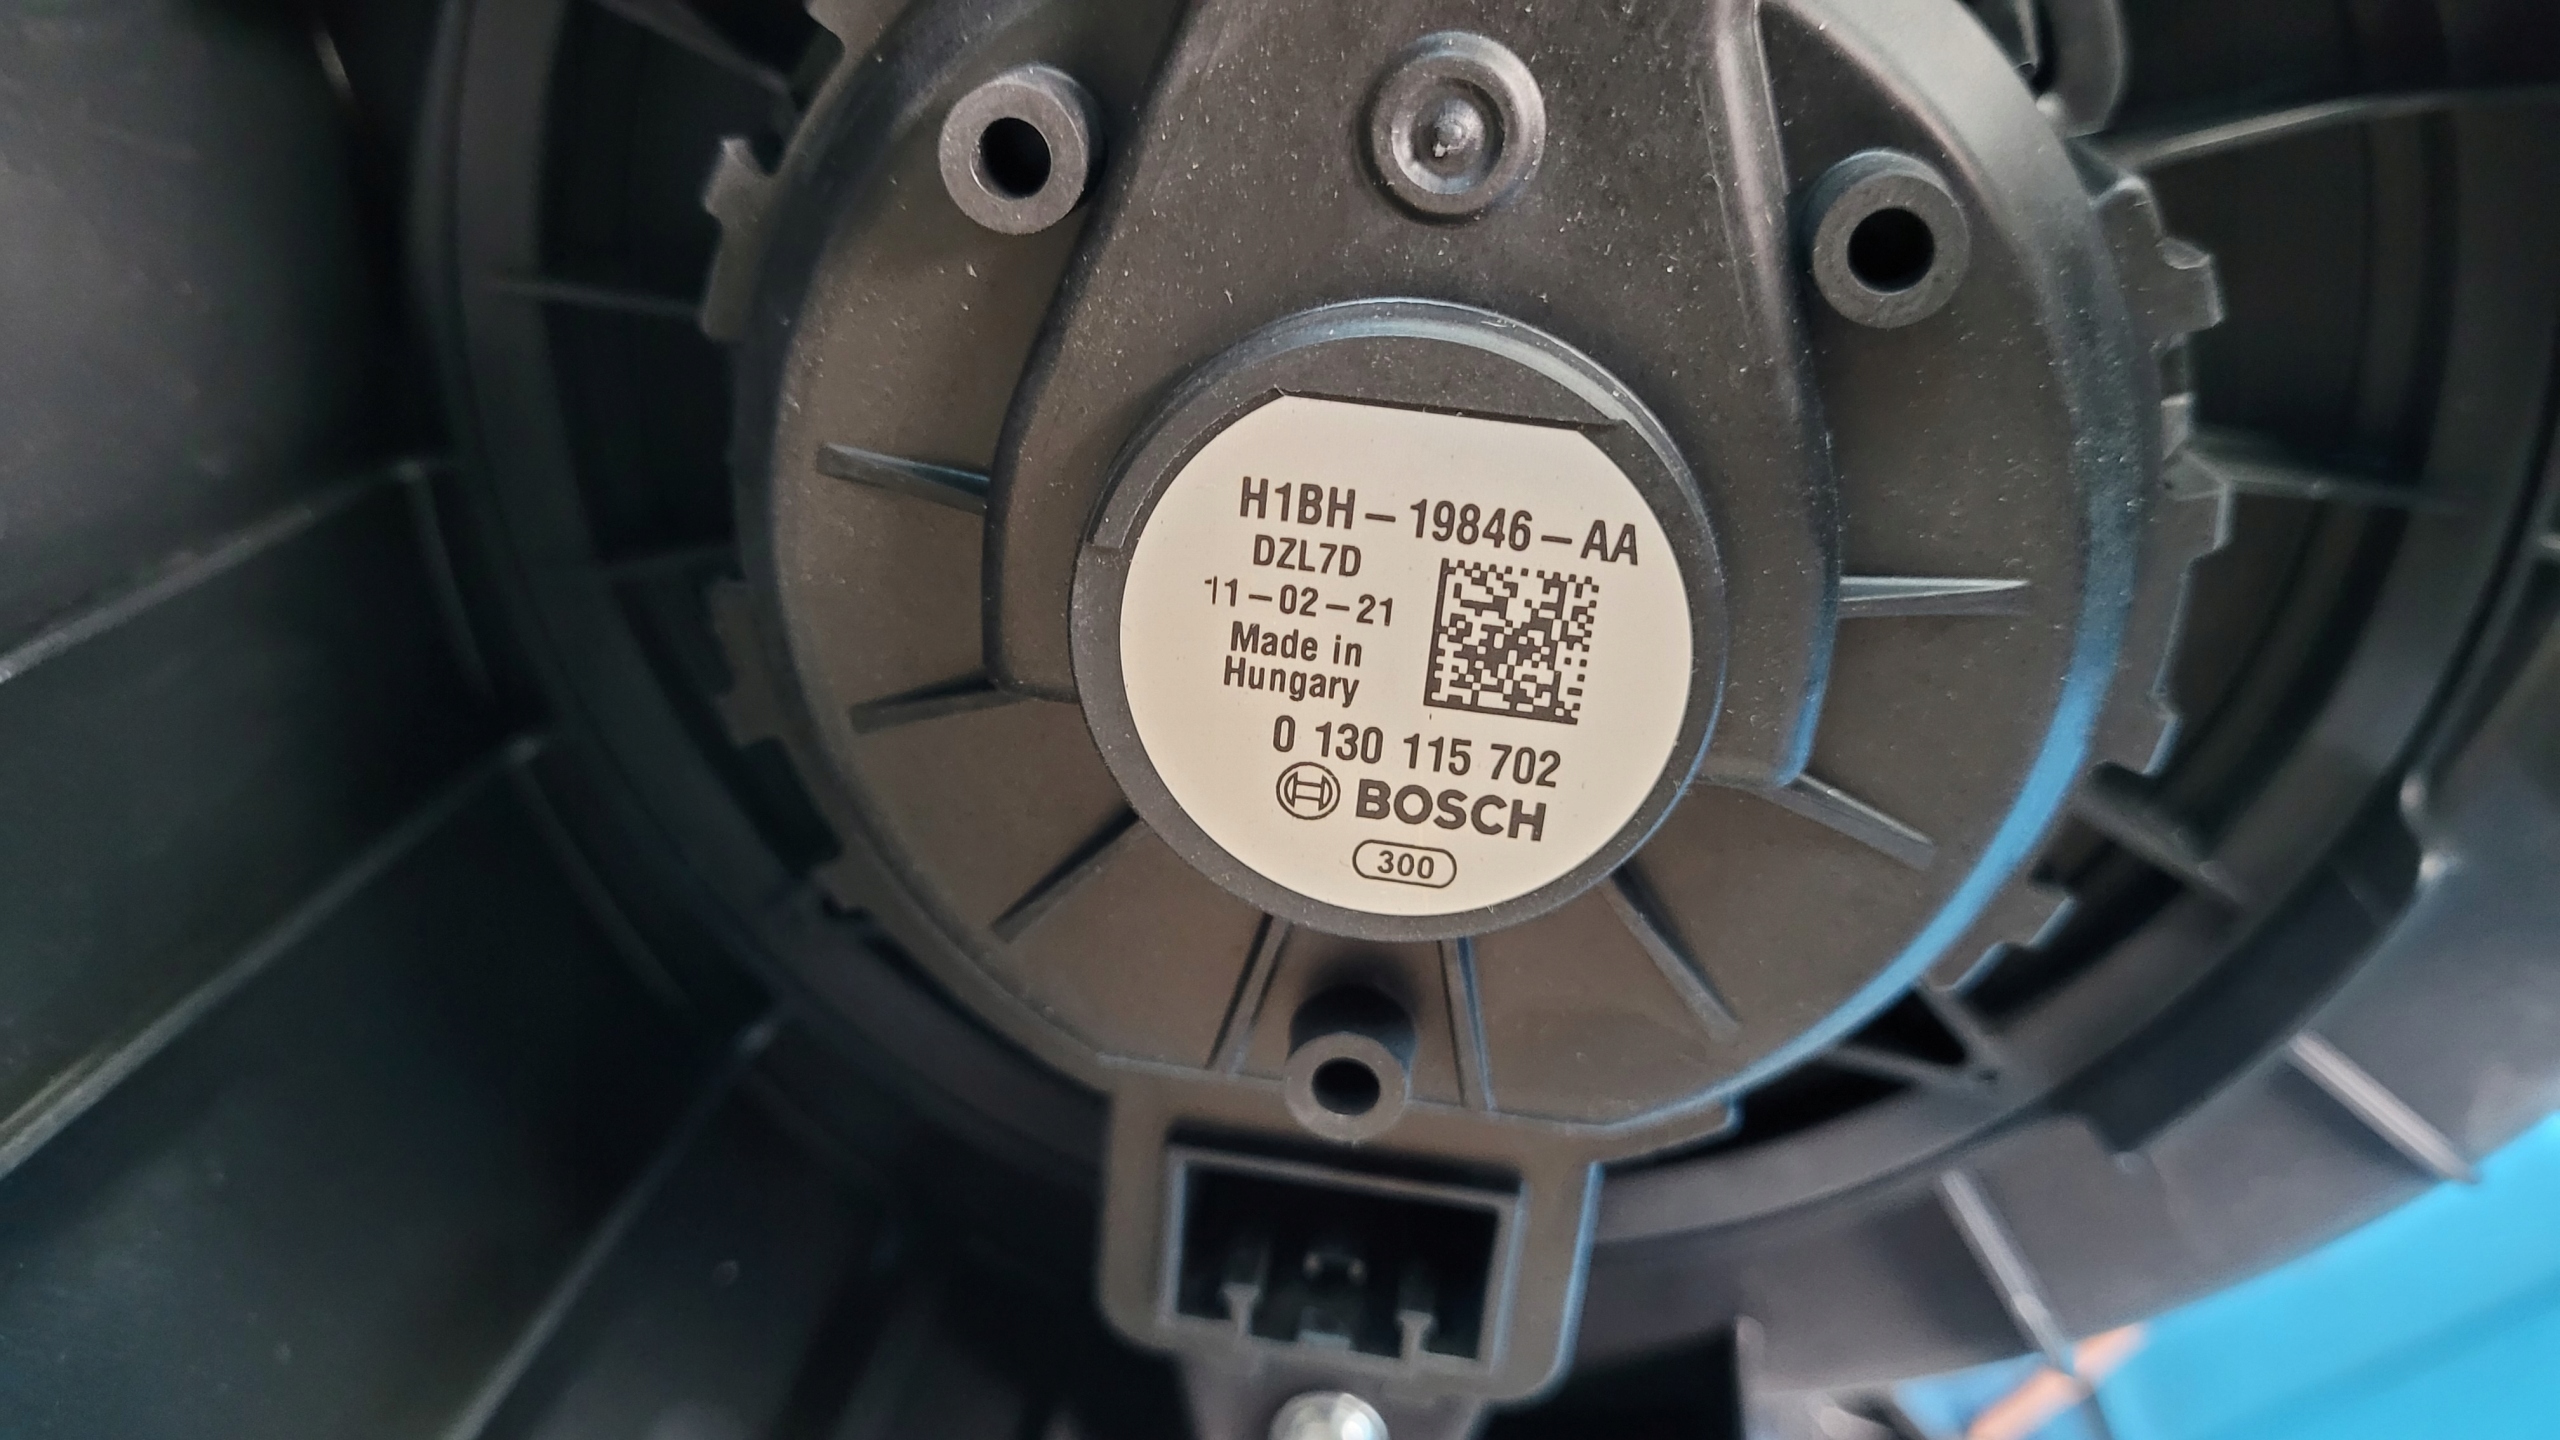 H1BH – 19846 – AA
DZL7D
11 – 02 – 21
Made in
Hungary
0 130 115 702
BOSCH
300